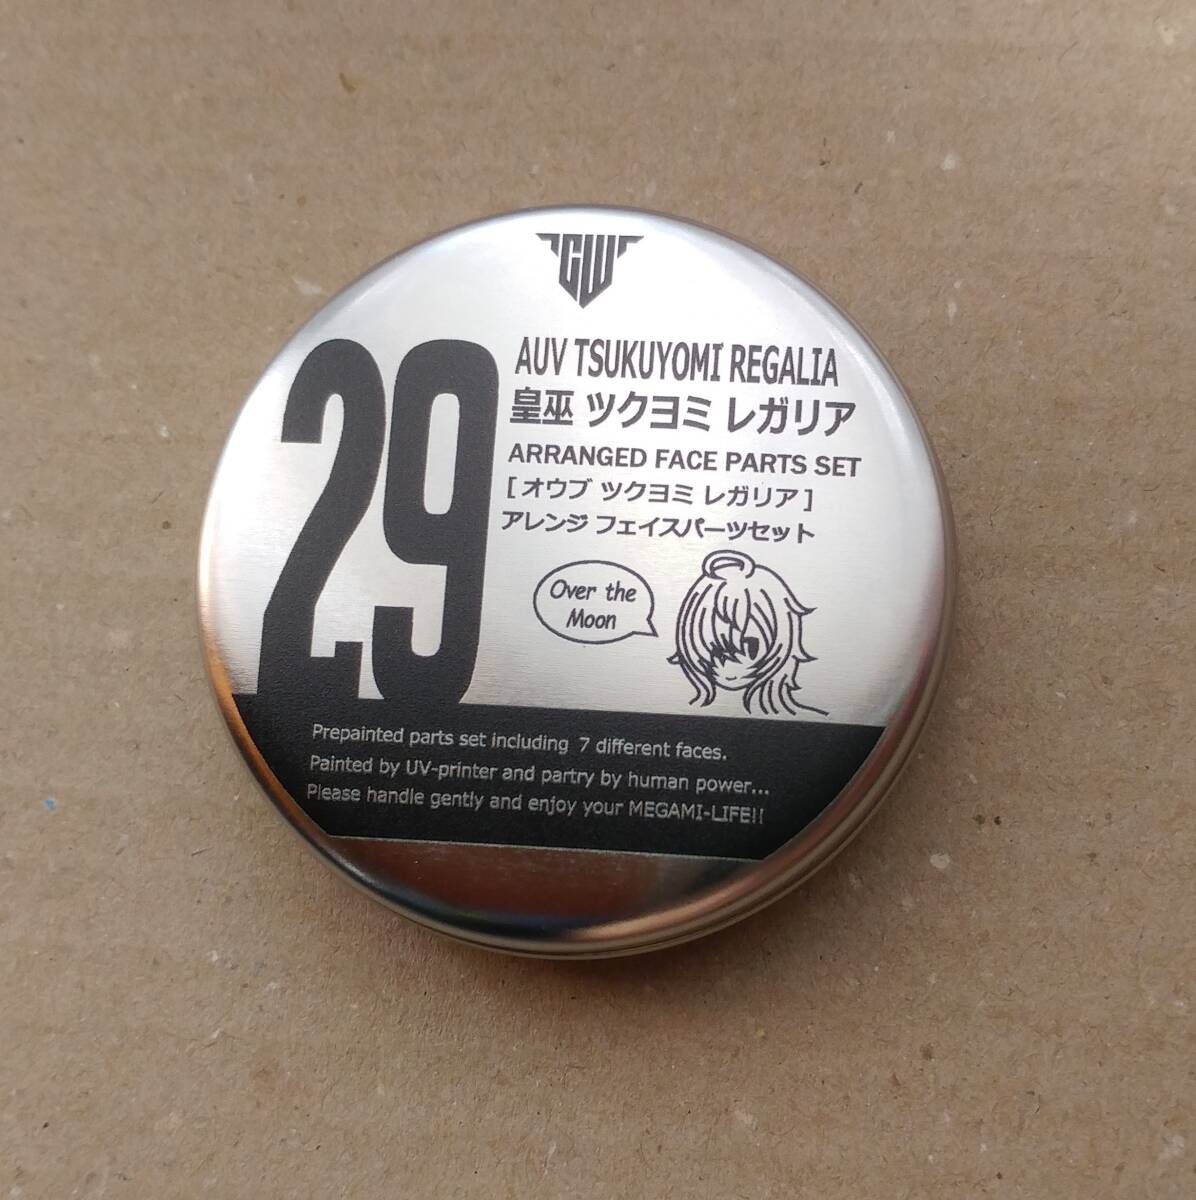 GW
29
AUV TSUKUYOMI REGALIA
皇巫 ツクヨミ レガリア
ARRANGED FACE PARTS SET
[ オウブ ツクヨミ レガリア ]
アレンジ フェイスパーツセット
Over the
Moon
Prepainted parts set including 7 different faces.
Painted by UV-printer and partry by human power...
Please handle gently and enjoy your MEGAMI-LIFE!!